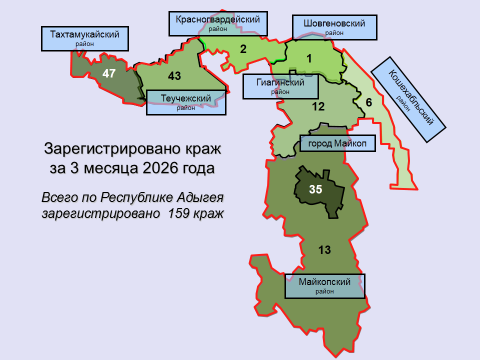 Красногвардейский
район
Шовгеновский
район
Тахтамукайский
район
2
1
Кошехабльский
район
47
43
Гиагинский
район
Теучежский
район
12
6
город Майкоп
Зарегистрировано краж
за 3 месяца 2026 года
35
Всего по Республике Адыгея
зарегистрировано 159 краж
13
Майкопский
район